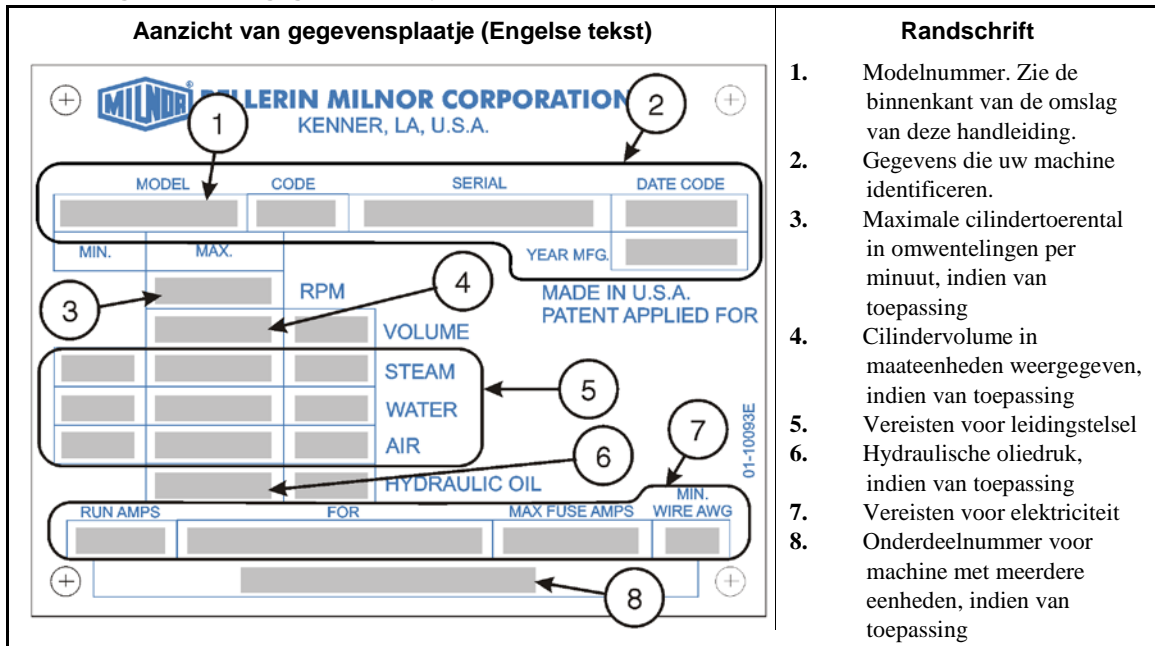 Aanzicht van gegevensplaatje (Engelse tekst)
MILNOR
LLERIN MILNOR CORPORATION
KENNER, LA, U.S.A.
1
2
MODEL CODE SERIAL DATE CODE
MIN. MAX. YEAR MFG.
3
RPM
4
MADE IN U.S.A.
PATENT APPLIED FOR
VOLUME
STEAM
5
WATER
AIR
6
7
01-10093E
HYDRAULIC OIL
RUN AMPS FOR MAX FUSE AMPS MIN. WIRE AWG
8
Randschrift
1. Modelnummer. Zie de
binnenkant van de omslag
van deze handleiding.
2. Gegevens die uw machine
identificeren.
3. Maximale cilindertoerental
in omwentelingen per
minuut, indien van
toepassing
4. Cilindervolume in
maateenheden weergegeven,
indien van toepassing
5. Vereisten voor leidingstelsel
6. Hydraulische oliedruk,
indien van toepassing
7. Vereisten voor elektriciteit
8. Onderdeelnummer voor
machine met meerdere
eenheden, indien van
toepassing